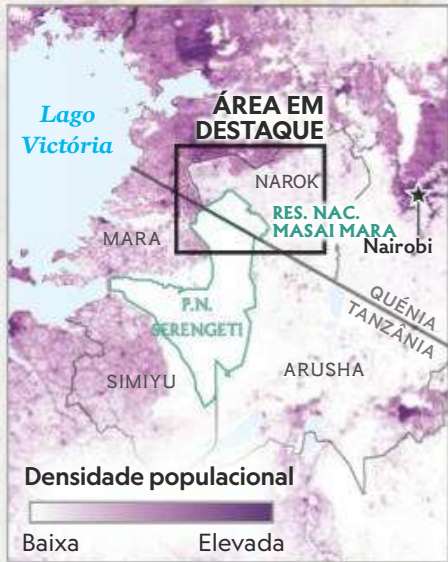 Lago
Victória
ÁREA EM
DESTAQUE
NAROK
RES. NAC.
MASAI MARA
Nairobi
MARA
QUÉNIA
TANZÂNIA
P.N.
SERENGETI
SIMIYU
ARUSHA
Densidade populacional
Baixa
Elevada